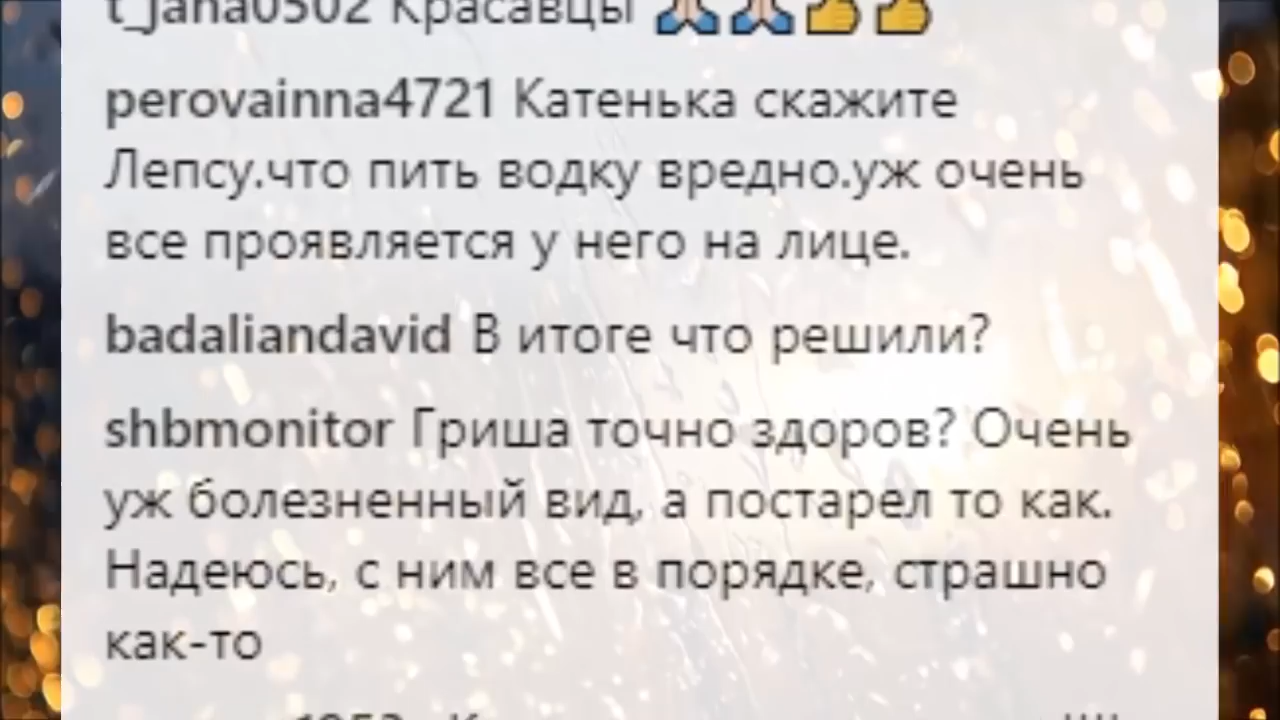 t_jana0502 Красавцы 🙏🏻🙏🏻👍👍
perovainna4721 Катенька скажите
Лепсу.что пить водку вредно.уж очень
все проявляется у него на лице.
badaliandavid В итоге что решили?
shbmonitor Гриша точно здоров? Очень
уж болезненный вид, а постарел то как.
Надеюсь, с ним все в порядке, страшно
как-то